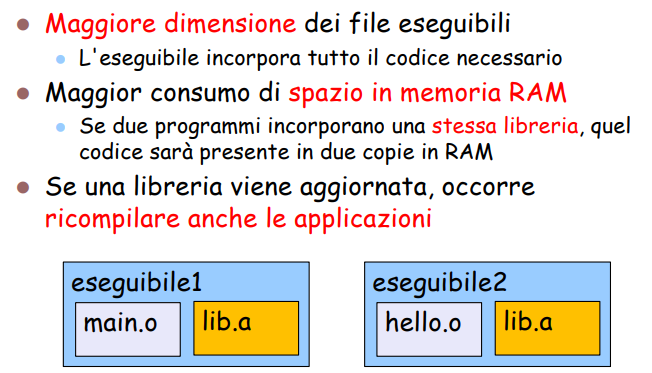 Maggiore dimensione dei file eseguibili
L'eseguibile incorpora tutto il codice necessario
Maggior consumo di spazio in memoria RAM
Se due programmi incorporano una stessa libreria, quel
codice sarà presente in due copie in RAM
Se una libreria viene aggiornata, occorre
ricompilare anche le applicazioni
eseguibile1
main.o
lib.a
eseguibile2
hello.o
lib.a